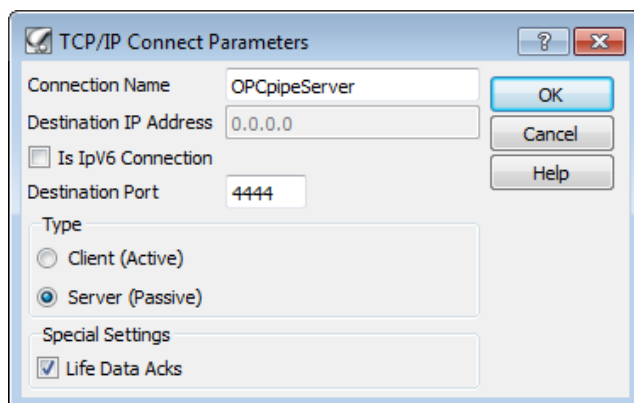 TCP/IP Connect Parameters
Connection Name OPCpipeServer
OK
Destination IP Address 0.0.0.0
Cancel
Is IpV6 Connection
Help
Destination Port 4444
Type
Client (Active)
Server (Passive)
Special Settings
Life Data Acks